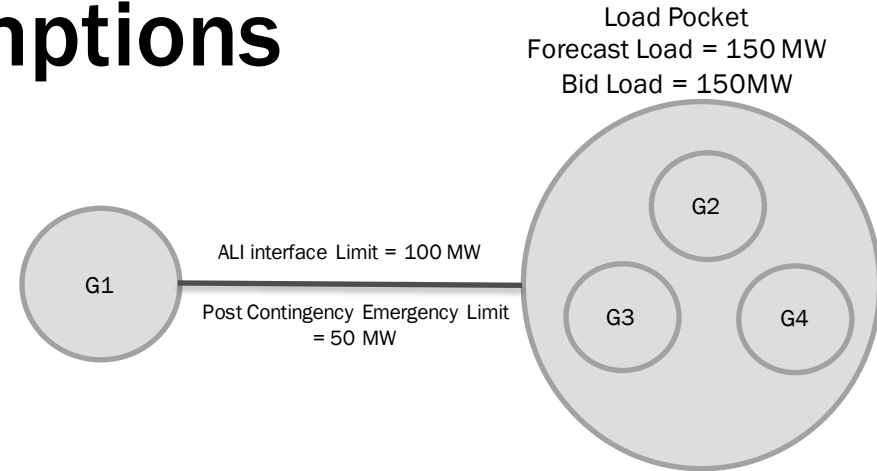 Load Pocket
Forecast Load = 150 MW
Bid Load = 150MW
G2
ALI interface Limit = 100 MW
G1
Post Contingency Emergency Limit
= 50 MW
G3
G4